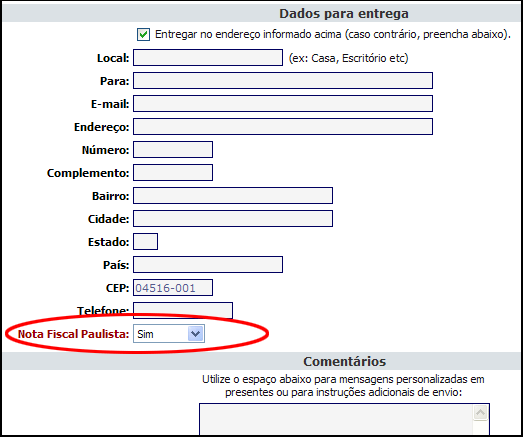 Dados para entrega
Entregar no endereço informado acima (caso contrário, preencha abaixo).
Local: (ex: Casa, Escritório etc)
Para:
E-mail:
Endereço:
Número:
Complemento:
Bairro:
Cidade:
Estado:
País:
CEP: 04516-001
Telefone:
Nota Fiscal Paulista: Sim
Comentários
Utilize o espaço abaixo para mensagens personalizadas em
presentes ou para instruções adicionais de envio: